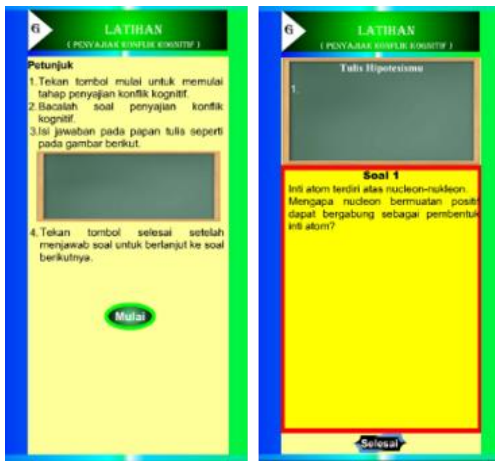 6
LATIHAN
( PENYAJIAN KONFLIK KOGNITIF )
Petunjuk
1. Tekan tombol mulai untuk memulai
tahap penyajian konflik kognitif.
2. Bacalah soal penyajian konflik
kognitif.
3. Isi jawaban pada papan tulis seperti
pada gambar berikut.
4. Tekan tombol selesai setelah
menjawab soal untuk berlanjut ke soal
berikutnya.
Mulai
6
LATIHAN
( PENYAJIAN KONFLIK KOGNITIF )
Tulis Hipotesismu
1.
Soal 1
Inti atom terdiri atas nucleon-nukleon.
Mengapa nucleon bermuatan positif
dapat bergabung sebagai pembentuk
inti atom?
Selesai